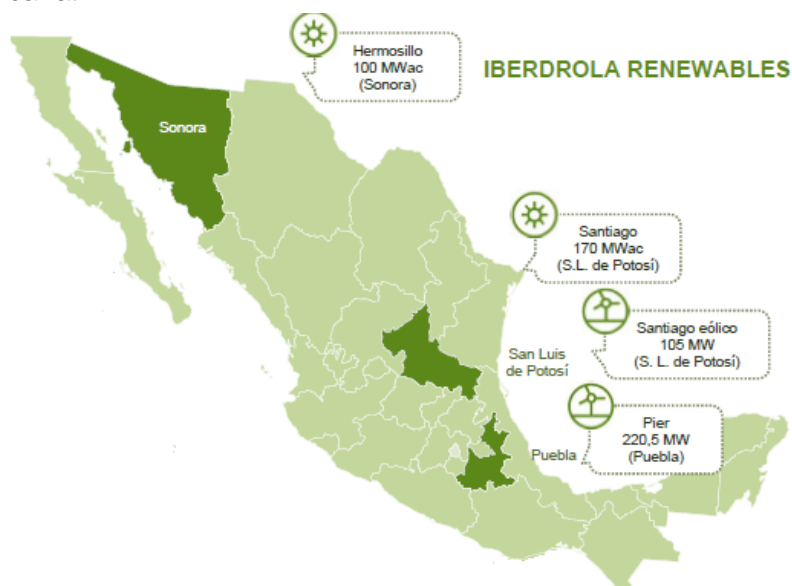 Hermosillo
100 MWac
(Sonora)
IBERDROLA RENEWABLES
Sonora
Santiago
170 MWac
(S.L. de Potosí)
Santiago eólico
105 MW
(S. L. de Potosí)
San Luis
de Potosí
Pier
220,5 MW
(Puebla)
Puebla